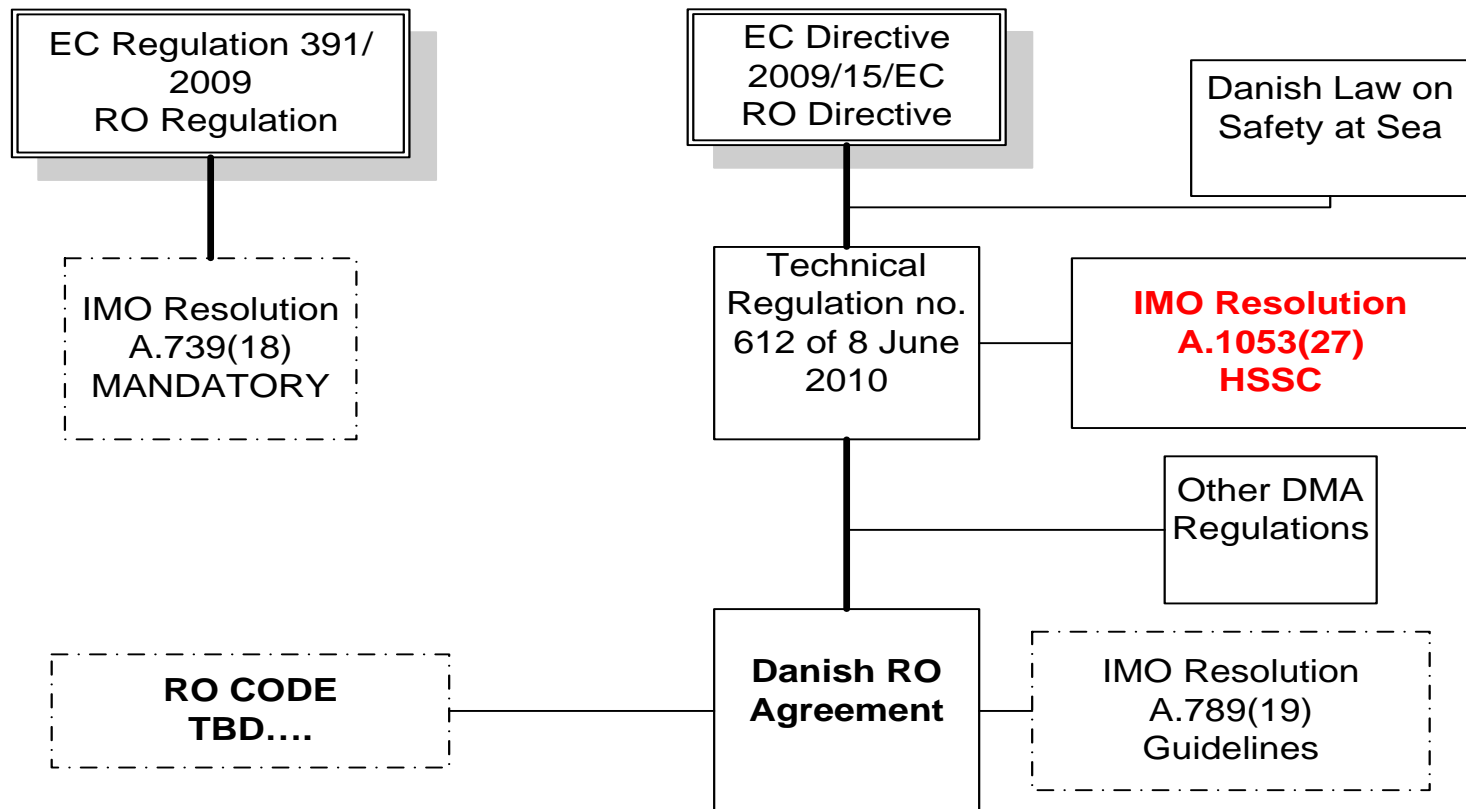 EC Regulation 391/
2009
RO Regulation
EC Directive
2009/15/EC
RO Directive
Danish Law on
Safety at Sea
IMO Resolution
A.739(18)
MANDATORY
Technical
Regulation no.
612 of 8 June
2010
IMO Resolution
A.1053(27)
HSSC
Other DMA
Regulations
RO CODE
TBD....
Danish RO
Agreement
IMO Resolution
A.789(19)
Guidelines